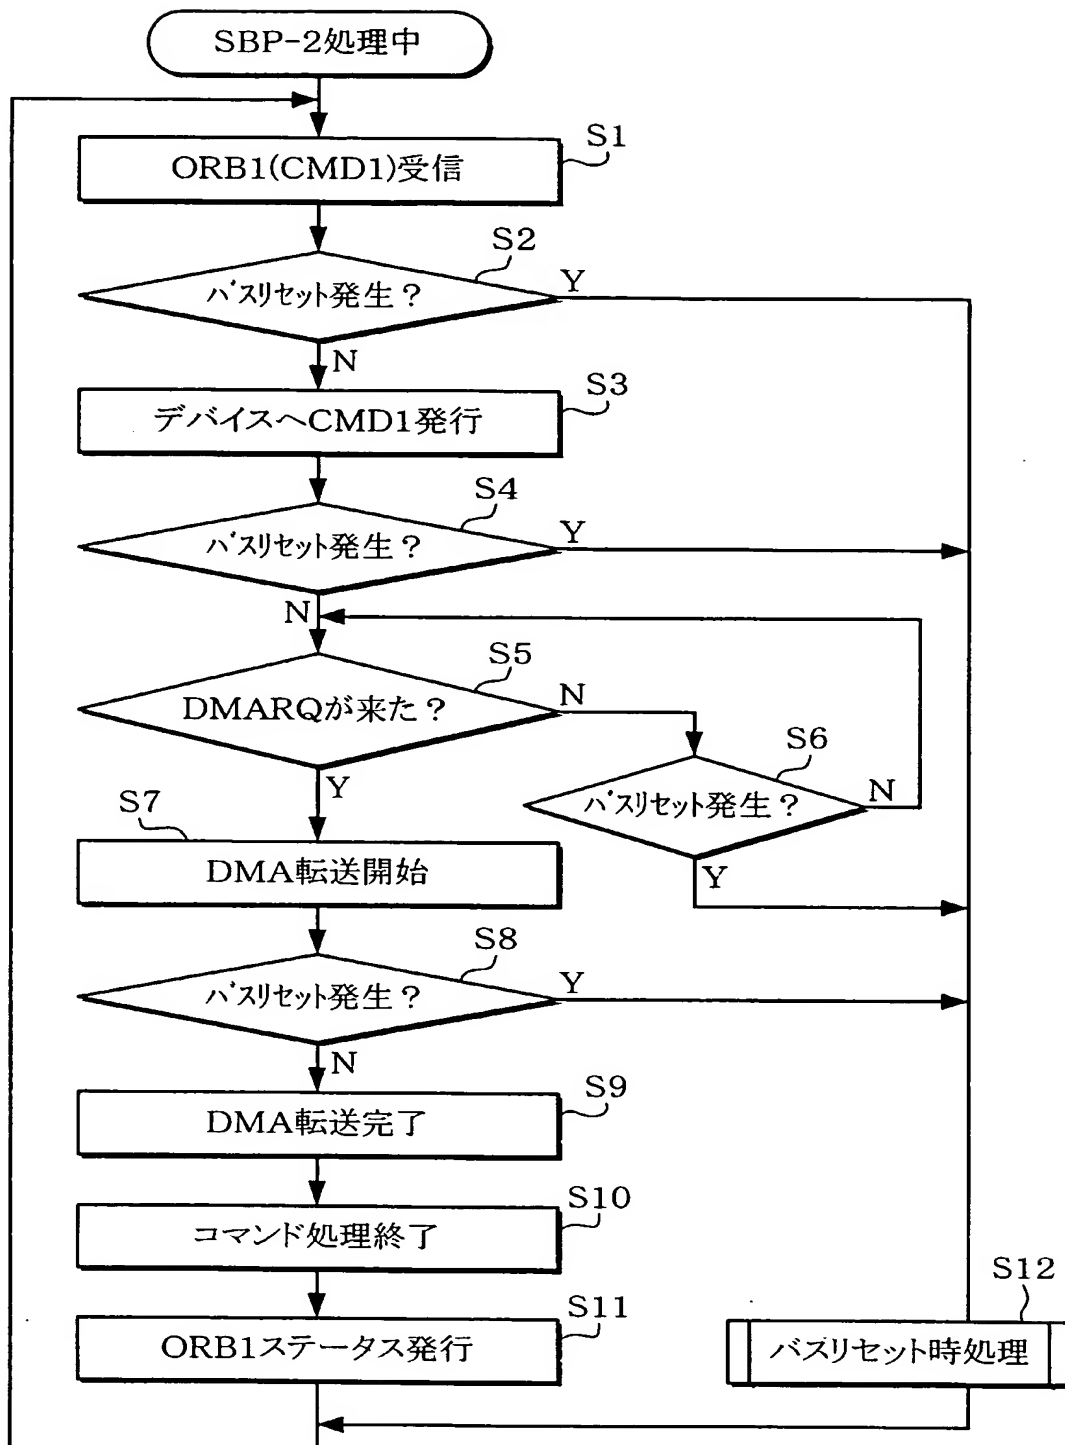 SBP-2処理中
S1
ORB1(CMD1)受信
S2
バスリセット発生？
Y
N
S3
デバイスへCMD1発行
S4
バスリセット発生？
Y
N
S5
DMARQが来た？
N
Y
S6
バスリセット発生？
N
Y
S7
DMA転送開始
S8
バスリセット発生？
Y
N
S9
DMA転送完了
S10
コマンド処理終了
S11
ORB1ステータス発行
S12
バスリセット時処理